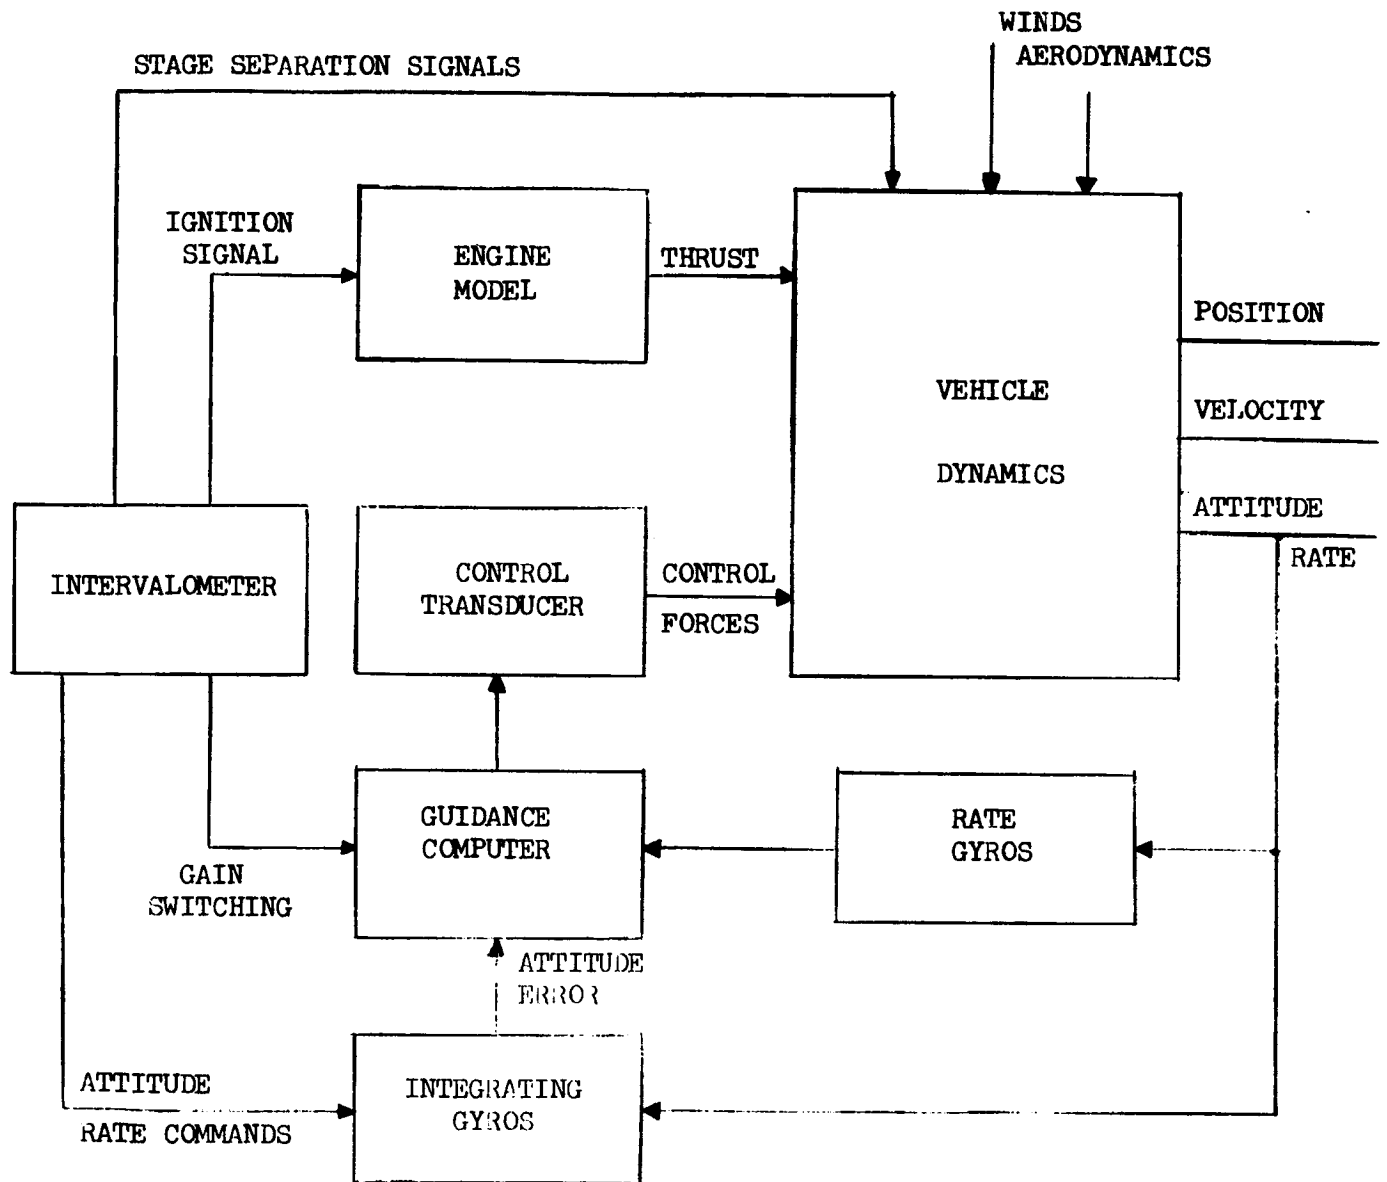 WINDS
AERODYNAMICS
STAGE SEPARATION SIGNALS
IGNITION
SIGNAL
ENGINE
MODEL
THRUST
POSITION
VEHICLE
DYNAMICS
VELOCITY
ATTITUDE
RATE
INTERVALOMETER
CONTROL
TRANSDUCER
CONTROL
FORCES
GUIDANCE
COMPUTER
RATE
GYROS
GAIN
SWITCHING
ATTITUDE
ERROR
ATTITUDE
RATE COMMANDS
INTEGRATING
GYROS